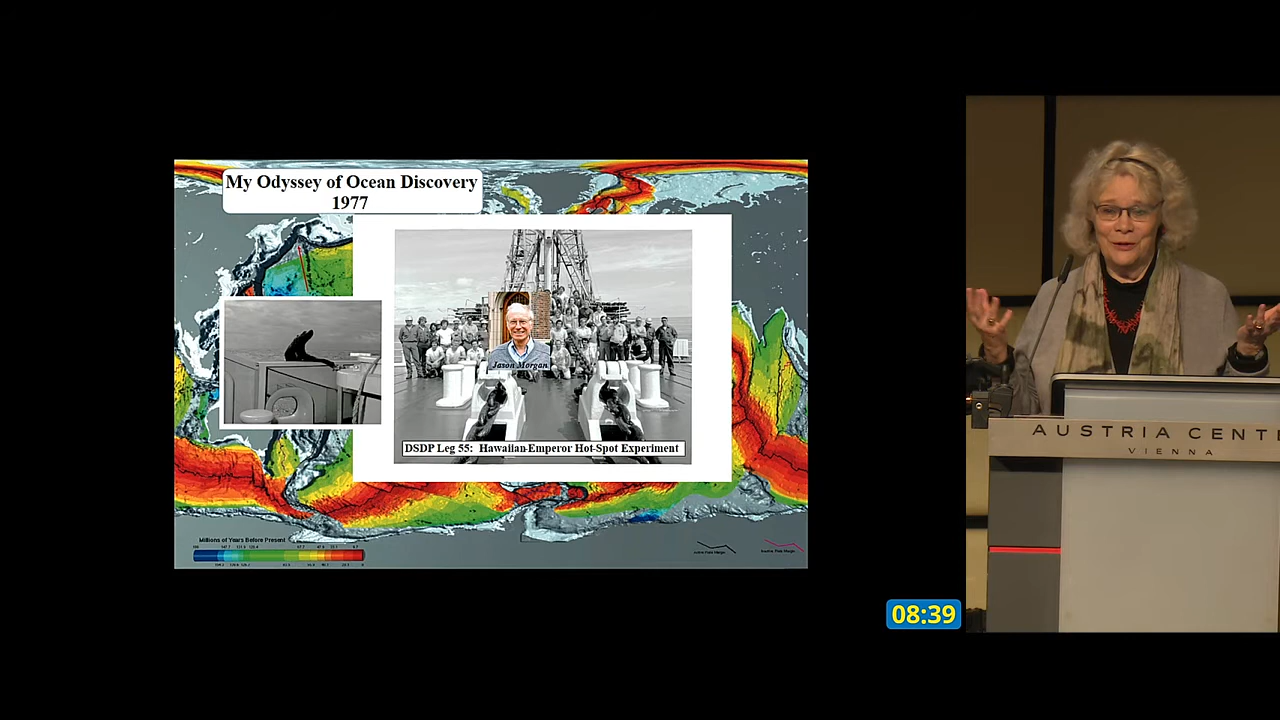 My Odyssey of Ocean Discovery
1977
Jason Morgan
DSDP Leg 55: Hawaiian-Emperor Hot-Spot Experiment
Millions of Years Before Present
08:39
AUSTRIA CENT
VIENNA